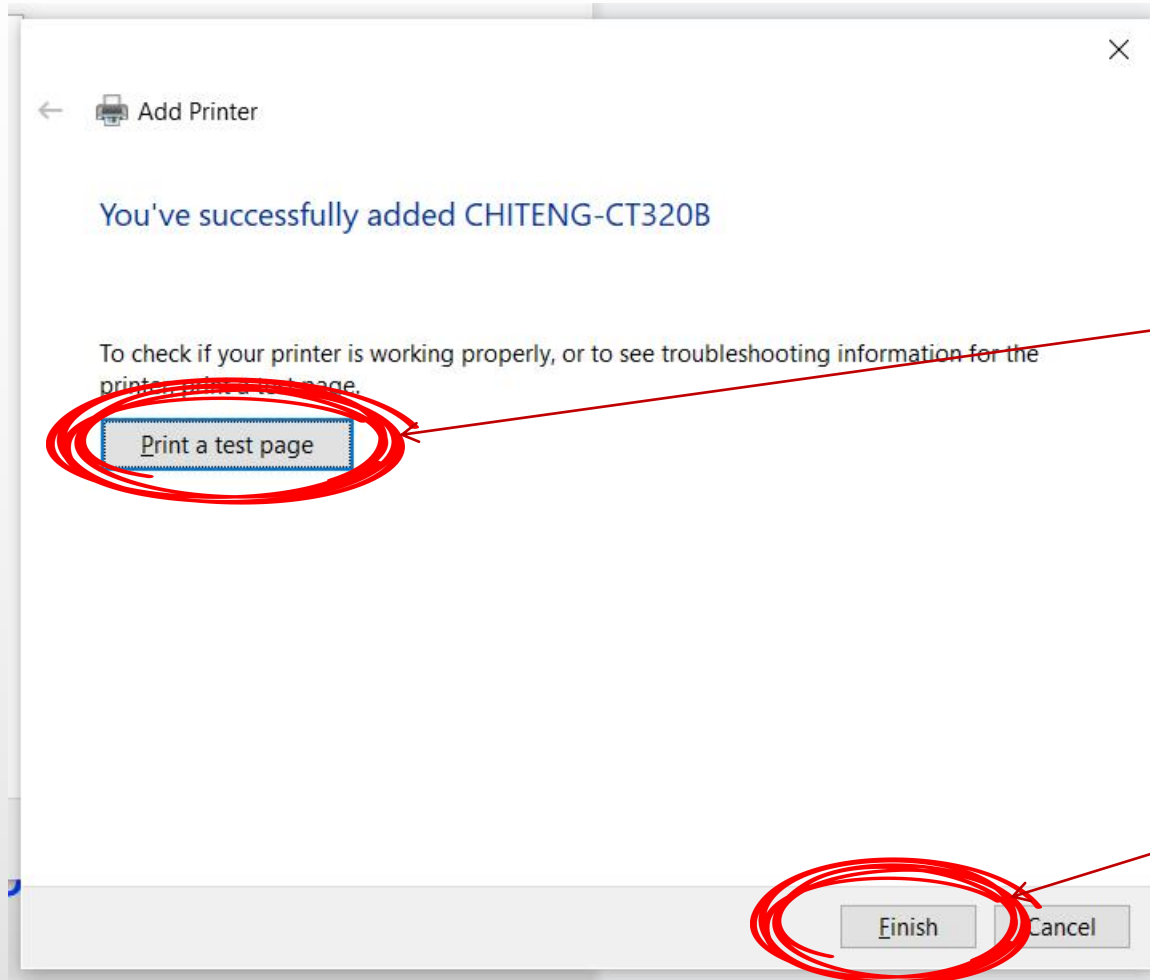 Add Printer
You've successfully added CHITENG-CT320B
To check if your printer is working properly, or to see troubleshooting information for the
printer, print a test page.
Print a test page
Finish
Cancel